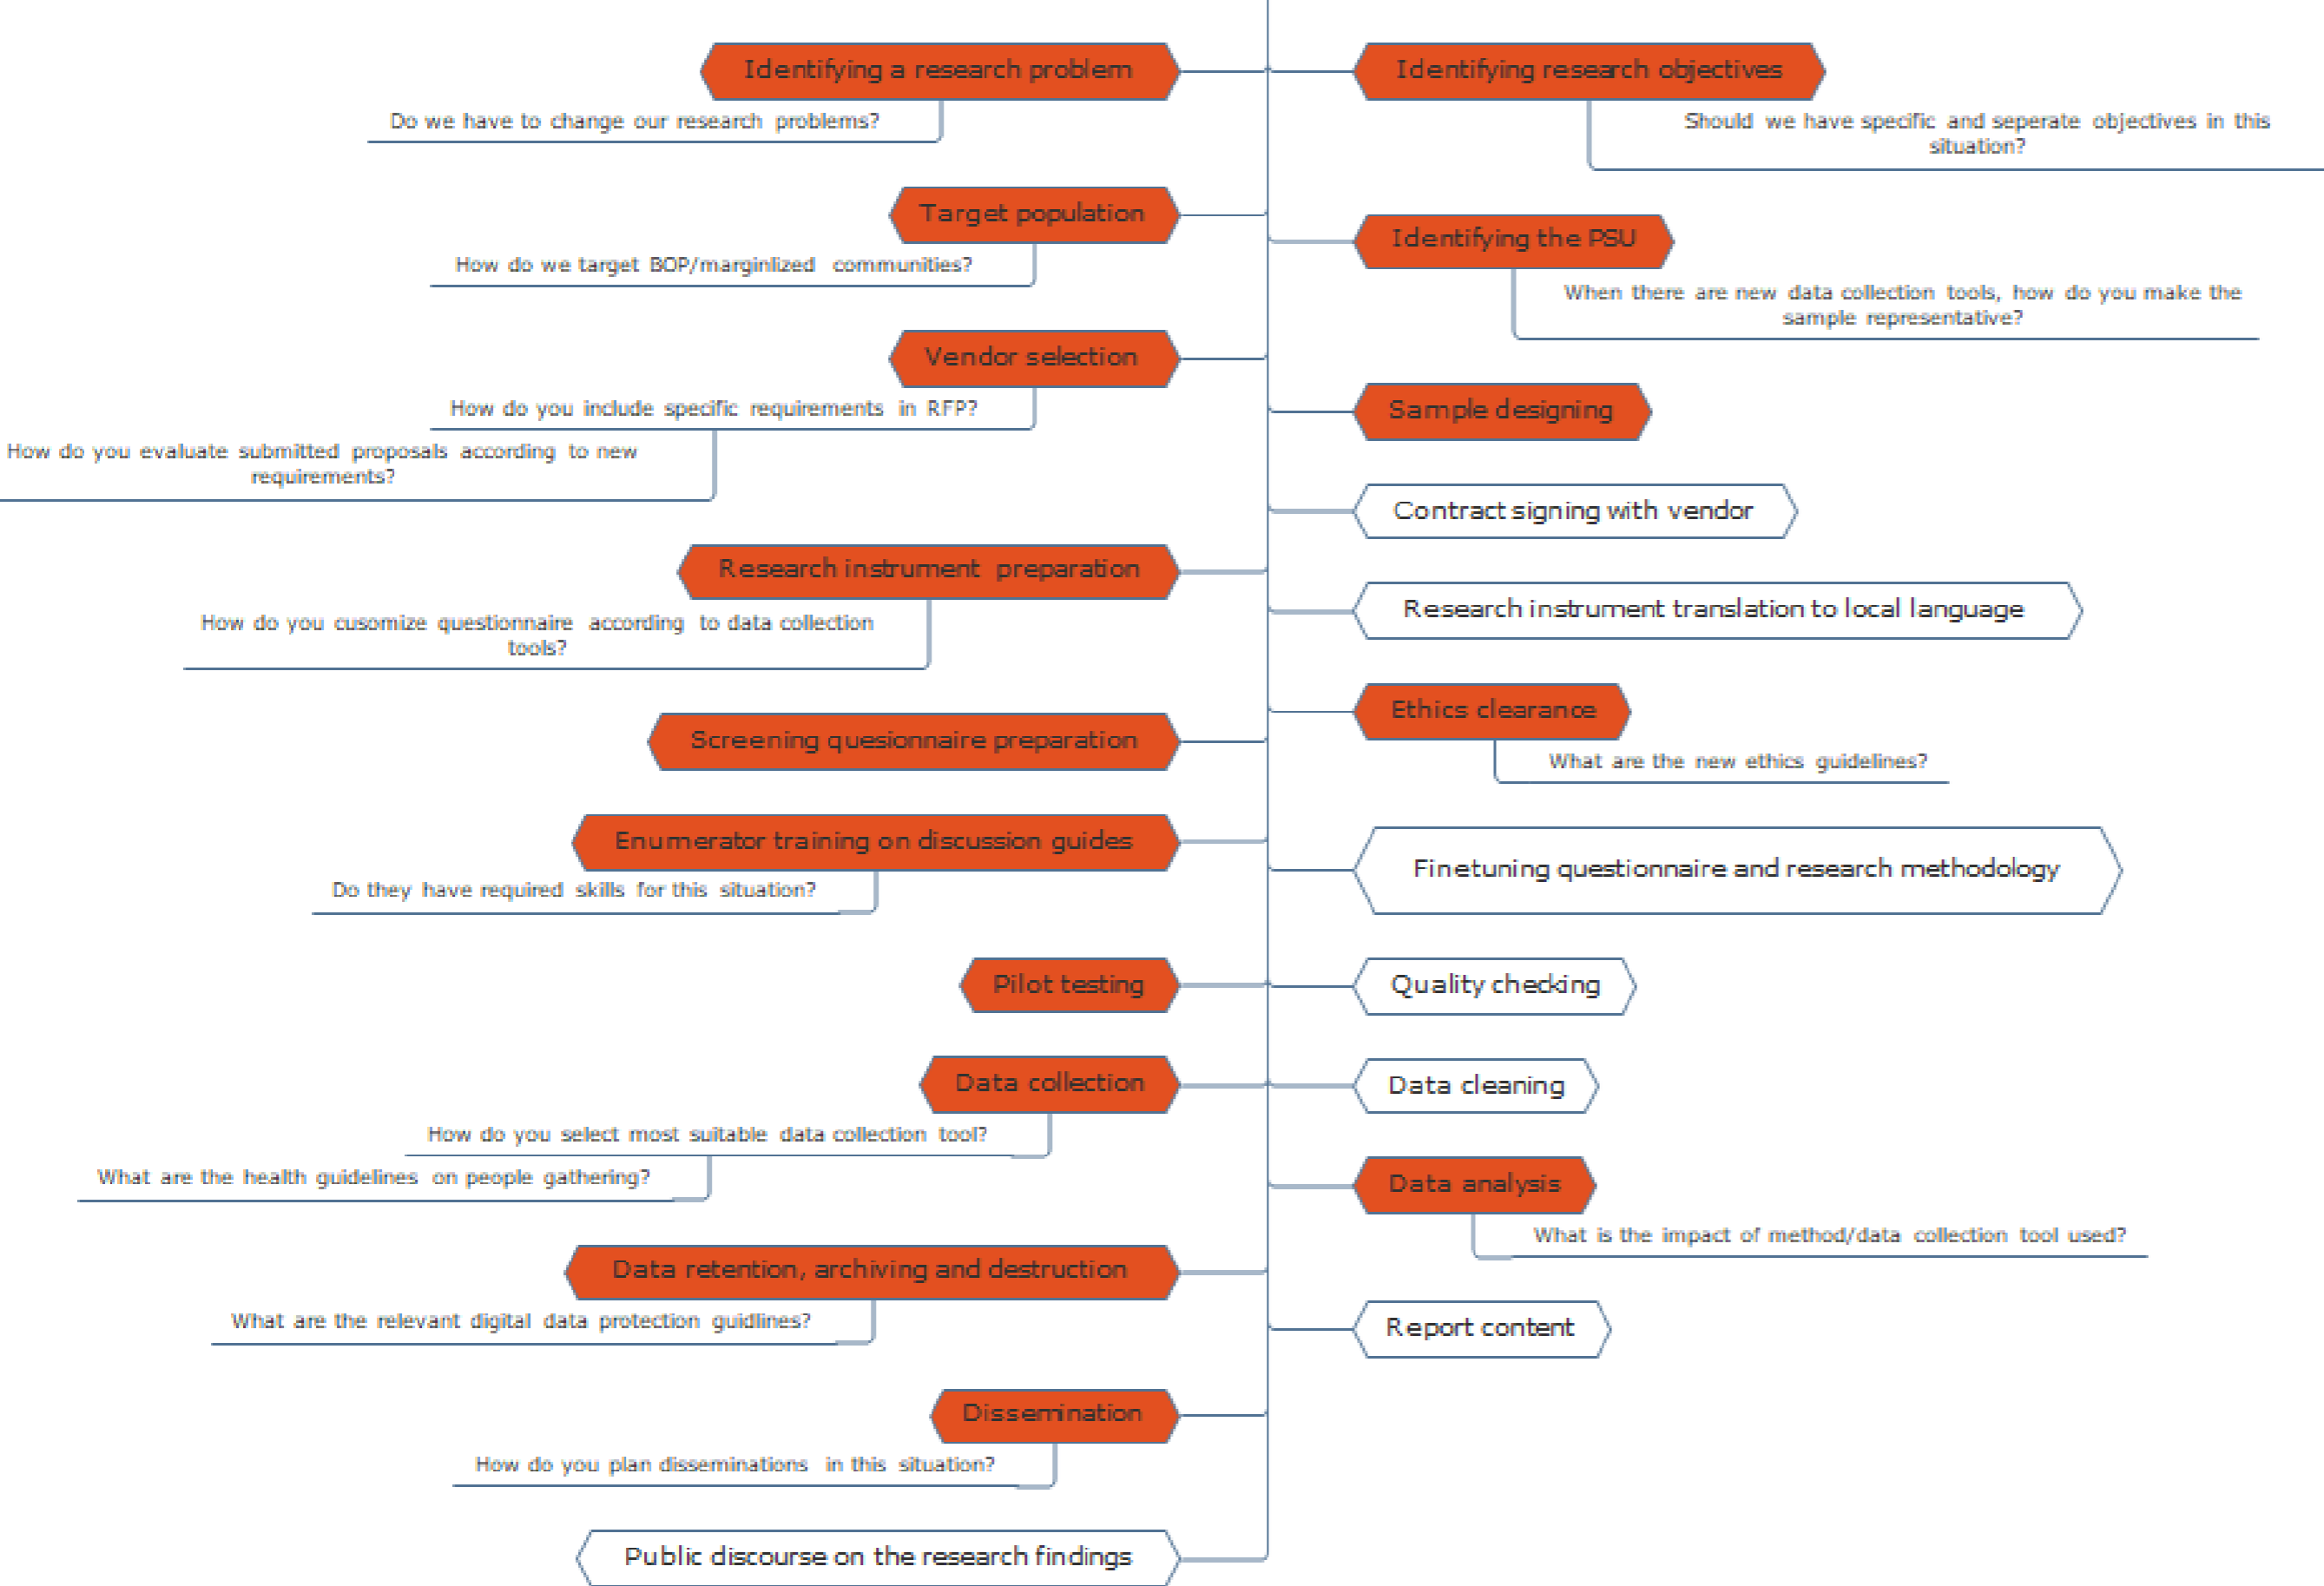 Identifying a research problem
Do we have to change our research problems?
Identifying research objectives
Should we have specific and seperate objectives in this
situation?
Target population
How do we target BOP/marginlized communities?
Identifying the PSU
When there are new data collection tools, how do you make the
sample representative?
Vendor selection
How do you include specific requirements in RFP?
How do you evaluate submitted proposals according to new
requirements?
Sample designing
Contract signing with vendor
Research instrument preparation
How do you cusomize questionnaire according to data collection
tools?
Research instrument translation to local language
Screening quesionnaire preparation
Ethics clearance
What are the new ethics guidelines?
Enumerator training on discussion guides
Do they have required skills for this situation?
Finetuning questionnaire and research methodology
Pilot testing
Quality checking
Data collection
How do you select most suitable data collection tool?
What are the health guidelines on people gathering?
Data cleaning
Data analysis
What is the impact of method/data collection tool used?
Data retention, archiving and destruction
What are the relevant digital data protection guidlines?
Report content
Dissemination
How do you plan disseminations in this situation?
Public discourse on the research findings